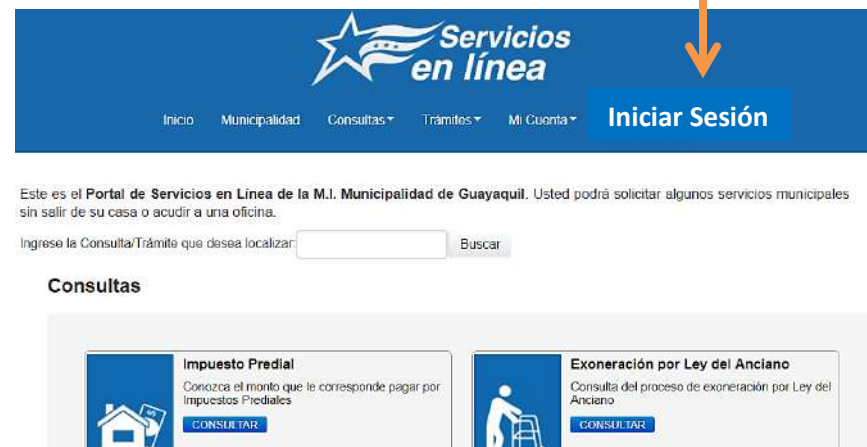 Servicios
en línea
Inicio Municipalidad Consultas Trámites Mi Cuenta Iniciar Sesión
Este es el Portal de Servicios en Línea de la M.I. Municipalidad de Guayaquil. Usted podrá solicitar algunos servicios municipales
sin salir de su casa o acudir a una oficina.
Ingrese la Consulta/Trámite que desea localizar: Buscar
Consultas
Impuesto Predial
Conozca el monto que le corresponde pagar por
Impuestos Prediales
CONSULTAR
Exoneración por Ley del Anciano
Consulta del proceso de exoneración por Ley del
Anciano
CONSULTAR